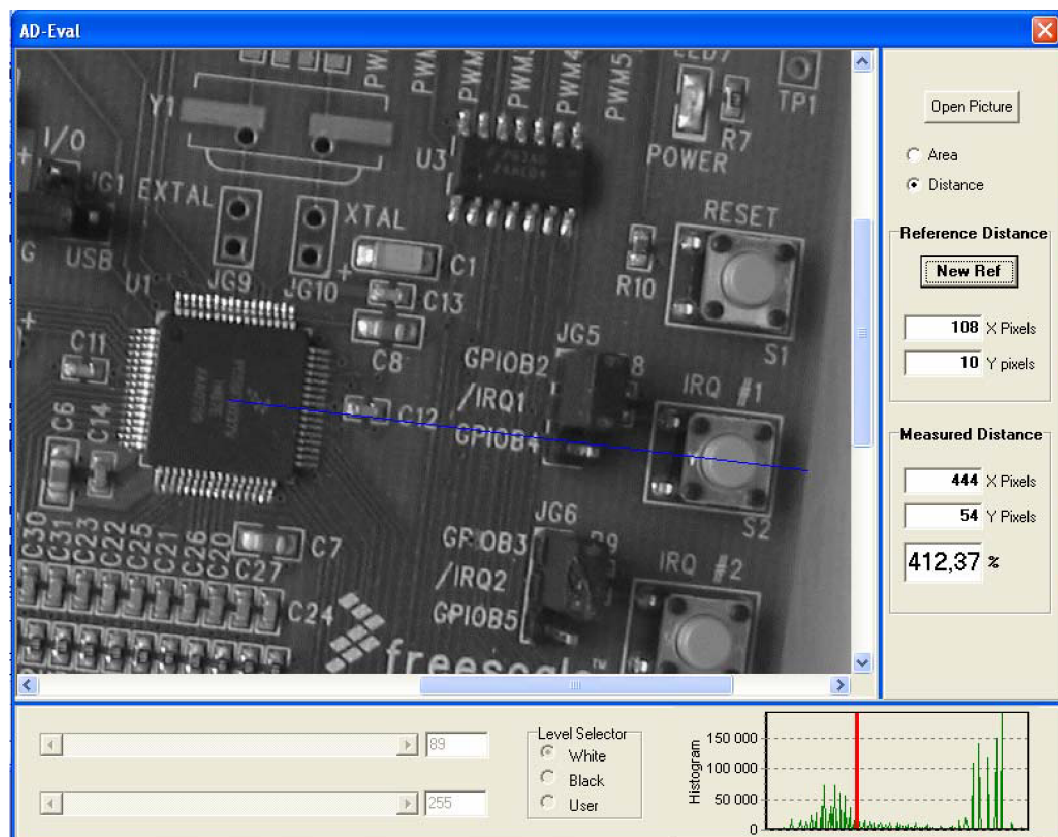 AD-Eval
PWM
PWM4
PWM5
LED7
TP1
R7
POWER
Y1
U3
I/O
JG1
EXTAL
XTAL
RESET
G
USB
JG9
JG10
C1
R10
U1
C13
C8
S1
C11
JG5
GPIOB2
8
/IRQ1
IRQ #1
C12
GPIOB4
C6
C14
S2
JG6
C30
C31
C23
C22
C25
C21
C26
C20
C7
GPIOB3
R9
C27
/IRQ2
IRQ #2
C24
GPIOB5
freescale™
Open Picture
Area
Distance
Reference Distance
New Ref
108 X Pixels
10 Y pixels
Measured Distance
444 X Pixels
54 Y Pixels
412,37 %
89
255
Level Selector
White
Black
User
Histogram
150 000
100 000
50 000
0